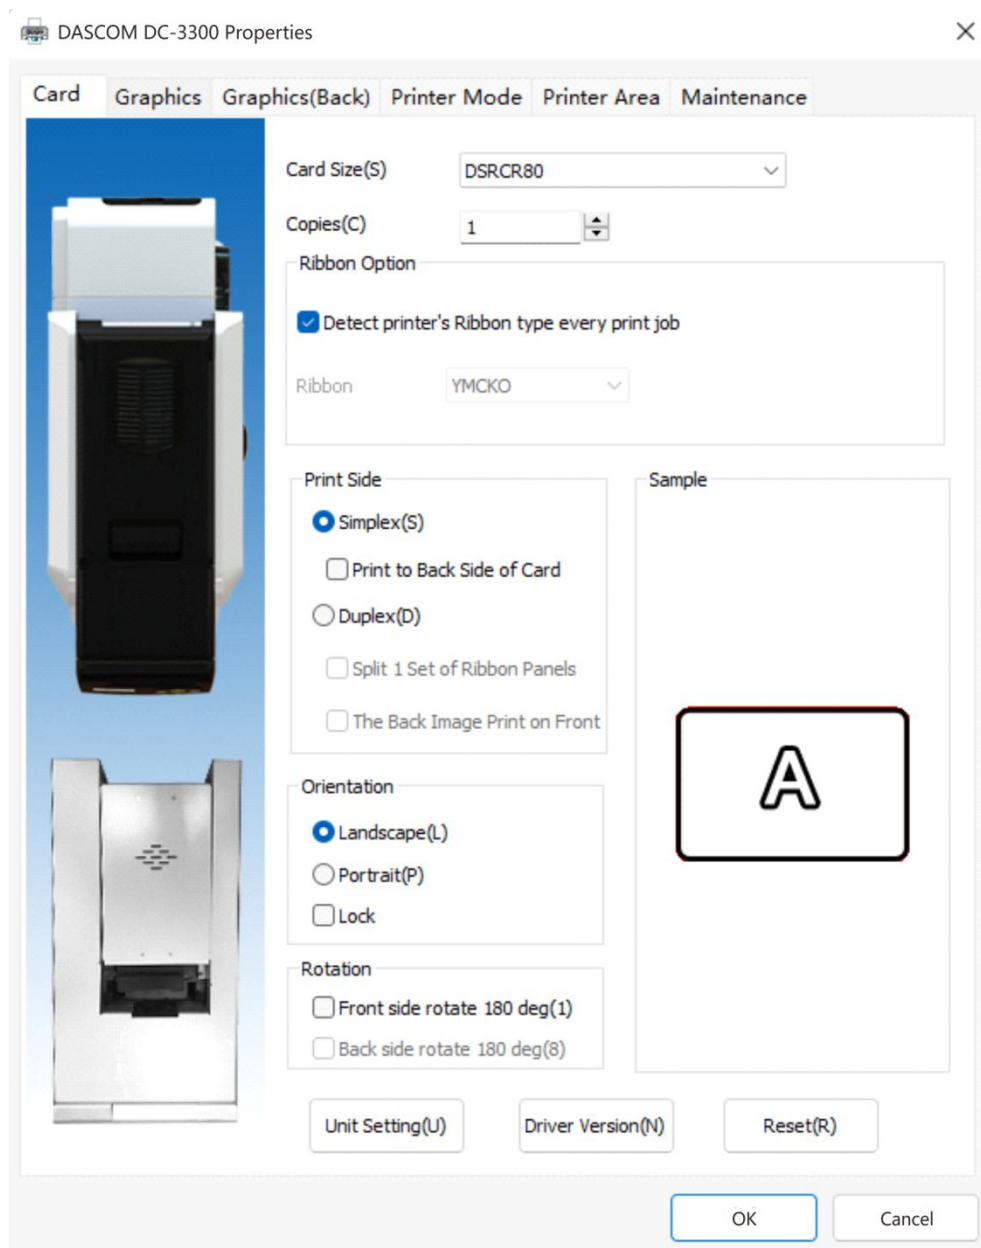 DASCOM DC-3300 Properties
Card Graphics Graphics(Back) Printer Mode Printer Area Maintenance
Card Size(S) DSRCR80
Copies(C) 1
Ribbon Option
Detect printer's Ribbon type every print job
Ribbon YMCKO
Print Side
Simplex(S)
Print to Back Side of Card
Duplex(D)
Split 1 Set of Ribbon Panels
The Back Image Print on Front
Sample
A
Orientation
Landscape(L)
Portrait(P)
Lock
Rotation
Front side rotate 180 deg(1)
Back side rotate 180 deg(8)
Unit Setting(U) Driver Version(N) Reset(R)
OK Cancel